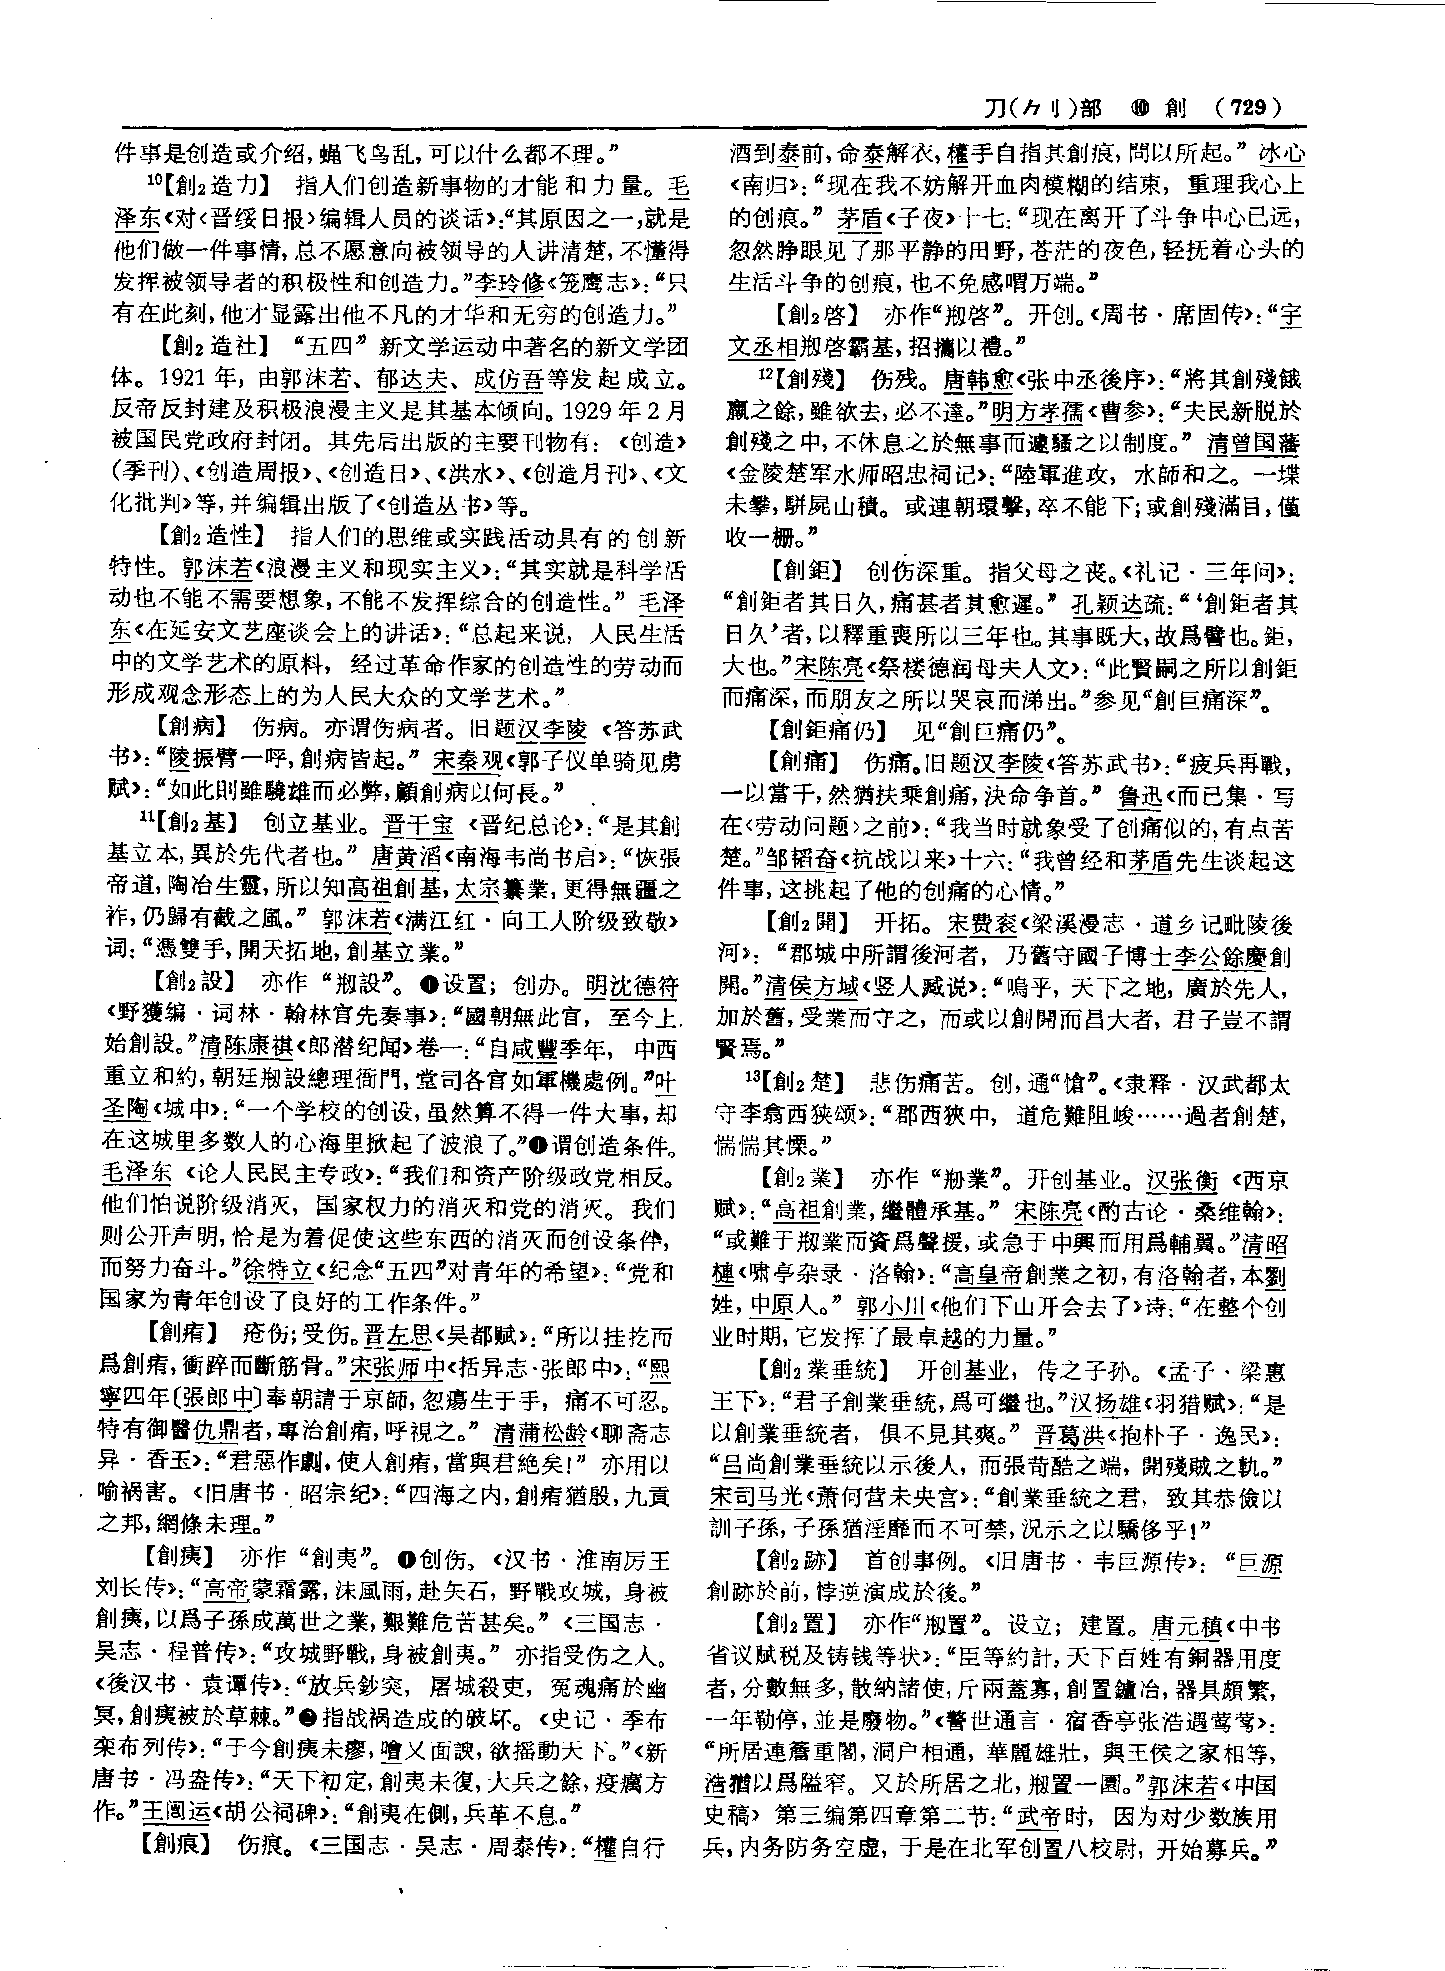 刀(⺈刂)部 ⑩ 創 （729）
件事是创造或介绍，蝇飞鸟乱，可以什么都不理。”
10【創₂造力】 指人们创造新事物的才能和力量。毛
泽东《对〈晋绥日报〉编辑人员的谈话》：“其原因之一，就是
他们做一件事情，总不愿意向被领导的人讲清楚，不懂得
发挥被领导者的积极性和创造力。”李玲修《笼鹰志》：“只
有在此刻，他才显露出他不凡的才华和无穷的创造力。”
【創₂造社】 “五四”新文学运动中著名的新文学团
体。1921年，由郭沫若、郁达夫、成仿吾等发起成立。
反帝反封建及积极浪漫主义是其基本倾向。1929年2月
被国民党政府封闭。其先后出版的主要刊物有：《创造》
(季刊)、《创造周报》、《创造日》、《洪水》、《创造月刊》、《文
化批判》等，并编辑出版了《创造丛书》等。
【創₂造性】 指人们的思维或实践活动具有的创新
特性。郭沫若《浪漫主义和现实主义》：“其实就是科学活
动也不能不需要想象，不能不发挥综合的创造性。”毛泽
东《在延安文艺座谈会上的讲话》：“总起来说，人民生活
中的文学艺术的原料，经过革命作家的创造性的劳动而
形成观念形态上的为人民大众的文学艺术。”
【創病】 伤病。亦谓伤病者。旧题汉李陵《答苏武
书》：“陵振臂一呼，創病皆起。”宋秦观《郭子仪单骑见虏
赋》：“如此則雖驍雄而必弊，顧創病以何長。”
11【創₂基】 创立基业。晋干宝《晋纪总论》：“是其創
基立本，異於先代者也。”唐黄滔《南海韦尚书启》：“恢張
帝道，陶冶生靈，所以知高祖創基，太宗纂業，更得無疆之
祚，仍歸有截之風。”郭沫若《满江红·向工人阶级致敬》
词：“憑雙手，開天拓地，創基立業。”
【創₂設】 亦作“剏設”。❶设置；创办。明沈德符
《野獲编·词林·翰林官先奏事》：“國朝無此官，至今上
始創設。”清陈康祺《郎潜纪闻》卷一：“自咸豐季年，中西
重立和約，朝廷剏設總理衙門，堂司各官如軍機處例。”叶
圣陶《城中》：“一个学校的创设，虽然算不得一件大事，却
在这城里多数人的心海里掀起了波浪了。”❶谓创造条件。
毛泽东《论人民民主专政》：“我们和资产阶级政党相反。
他们怕说阶级消灭，国家权力的消灭和党的消灭。我们
则公开声明，恰是为着促使这些东西的消灭而创设条件，
而努力奋斗。”徐特立《纪念“五四”对青年的希望》：“党和
国家为青年创设了良好的工作条件。”
【創痏】 疮伤；受伤。晋左思《吴都赋》：“所以挂扢而
爲創痏，衝踤而斷筋骨。”宋张师中《括异志·张郎中》：“熙
寧四年〔張郎中〕奉朝請于京師，忽瘍生于手，痛不可忍。
特有御醫仇鼎者，專治創痏，呼視之。”清蒲松龄《聊斋志
异·香玉》：“君惡作劇，使人創痏，當與君絶矣！”亦用以
喻祸害。《旧唐书·昭宗纪》：“四海之内，創痏猶殷，九貢
之邦，網條未理。”
【創痍】 亦作“創夷”。❶创伤。《汉书·淮南厉王
刘长传》：“高帝蒙霜露，沬風雨，赴矢石，野戰攻城，身被
創痍，以爲子孫成萬世之業，艱難危苦甚矣。”《三国志·
吴志·程普传》：“攻城野戰，身被創夷。”亦指受伤之人。
《後汉书·袁谭传》：“放兵鈔突，屠城殺吏，冤魂痛於幽
冥，創痍被於草棘。”❷指战祸造成的破坏。《史记·季布
栾布列传》：“于今創痍未瘳，噲又面諛，欲摇動天下。”《新
唐书·冯盎传》：“天下初定，創夷未復，大兵之餘，疫癘方
作。”王闿运《胡公祠碑》：“創夷在側，兵革不息。”
【創痕】 伤痕。《三国志·吴志·周泰传》：“權自行
酒到泰前，命泰解衣，權手自指其創痕，問以所起。”冰心
《南归》：“现在我不妨解开血肉模糊的结束，重理我心上
的创痕。”茅盾《子夜》十七：“现在离开了斗争中心已远，
忽然睁眼见了那平静的田野，苍茫的夜色，轻抚着心头的
生活斗争的创痕，也不免感喟万端。”
【創₂啓】 亦作“剏啓”。开创。《周书·席固传》：“宇
文丞相剏啓霸基，招攜以禮。”
12【創殘】 伤残。唐韩愈《张中丞後序》：“將其創殘餓
羸之餘，雖欲去，必不達。”明方孝孺《曹参》：“夫民新脱於
創殘之中，不休息之於無事而遽騷之以制度。”清曾国藩
《金陵楚军水师昭忠祠记》：“陸軍進攻，水師和之。一堞
未攀，駢屍山積。或連朝環擊，卒不能下；或創殘滿目，僅
收一栅。”
【創鉅】 创伤深重。指父母之丧。《礼记·三年问》：
“創鉅者其日久，痛甚者其愈遲。”孔颖达疏：“‘創鉅者其
日久’者，以釋重喪所以三年也。其事既大，故爲譬也。鉅，
大也。”宋陈亮《祭楼德润母夫人文》：“此賢嗣之所以創鉅
而痛深，而朋友之所以哭哀而涕出。”参见“創巨痛深”。
【創鉅痛仍】 见“創巨痛仍”。
【創痛】 伤痛。旧题汉李陵《答苏武书》：“疲兵再戰，
一以當千，然猶扶乘創痛，決命争首。”鲁迅《而已集·写
在〈劳动问题〉之前》：“我当时就象受了创痛似的，有点苦
楚。”邹韬奋《抗战以来》十六：“我曾经和茅盾先生谈起这
件事，这挑起了他的创痛的心情。”
【創₂開】 开拓。宋费衮《梁溪漫志·道乡记毗陵後
河》：“郡城中所謂後河者，乃舊守國子博士李公餘慶創
開。”清侯方域《竖人臧说》：“嗚乎，天下之地，廣於先人，
加於舊，受業而守之，而或以創開而昌大者，君子豈不謂
賢焉。”
13【創₂楚】 悲伤痛苦。创，通“愴”。《隶释·汉武都太
守李翕西狭颂》：“郡西狹中，道危難阻峻……過者創楚，
惴惴其慄。”
【創₂業】 亦作“剙業”。开创基业。汉张衡《西京
赋》：“高祖創業，繼體承基。”宋陈亮《酌古论·桑维翰》：
“或難于剏業而資爲聲援，或急于中興而用爲輔翼。”清昭
槤《啸亭杂录·洛翰》：“高皇帝創業之初，有洛翰者，本劉
姓，中原人。”郭小川《他们下山开会去了》诗：“在整个创
业时期，它发挥了最卓越的力量。”
【創₂業垂統】 开创基业，传之子孙。《孟子·梁惠
王下》：“君子創業垂統，爲可繼也。”汉扬雄《羽猎赋》：“是
以創業垂統者，俱不見其爽。”晋葛洪《抱朴子·逸民》：
“吕尚創業垂統以示後人，而張苛酷之端，開殘賊之軌。”
宋司马光《萧何营未央宫》：“創業垂統之君，致其恭儉以
訓子孫，子孫猶淫靡而不可禁，況示之以驕侈乎！”
【創₂跡】 首创事例。《旧唐书·韦巨源传》：“巨源
創跡於前，悖逆演成於後。”
【創₂置】 亦作“剏置”。设立；建置。唐元稹《中书
省议赋税及铸钱等状》：“臣等約計，天下百姓有銅器用度
者，分數無多，散納諸使，斤兩蓋寡，創置鑪冶，器具頗繁，
一年勒停，並是廢物。”《警世通言·宿香亭张浩遇莺莺》：
“所居連簷重閣，洞户相通，華麗雄壯，與王侯之家相等，
浩猶以爲隘窄。又於所居之北，剏置一園。”郭沫若《中国
史稿》第三编第四章第二节：“武帝时，因为对少数族用
兵，内务防务空虚，于是在北军创置八校尉，开始募兵。”